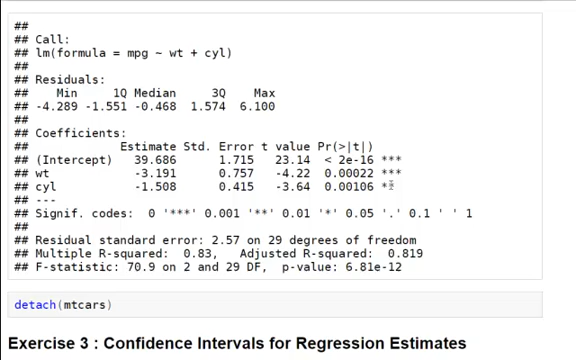 ##
## Call:
## lm(formula = mpg ~ wt + cyl)
##
## Residuals:
##    Min     1Q Median     3Q    Max
## -4.289 -1.551 -0.468  1.574  6.100
##
## Coefficients:
##             Estimate Std. Error t value Pr(>|t|)
## (Intercept)   39.686      1.715   23.14  < 2e-16 ***
## wt            -3.191      0.757   -4.22  0.00022 ***
## cyl           -1.508      0.415   -3.64  0.00106 **
## ---
## Signif. codes:  0 '***' 0.001 '**' 0.01 '*' 0.05 '.' 0.1 ' ' 1
##
## Residual standard error: 2.57 on 29 degrees of freedom
## Multiple R-squared:  0.83,   Adjusted R-squared:  0.819
## F-statistic: 70.9 on 2 and 29 DF,  p-value: 6.81e-12
detach(mtcars)
Exercise 3 : Confidence Intervals for Regression Estimates